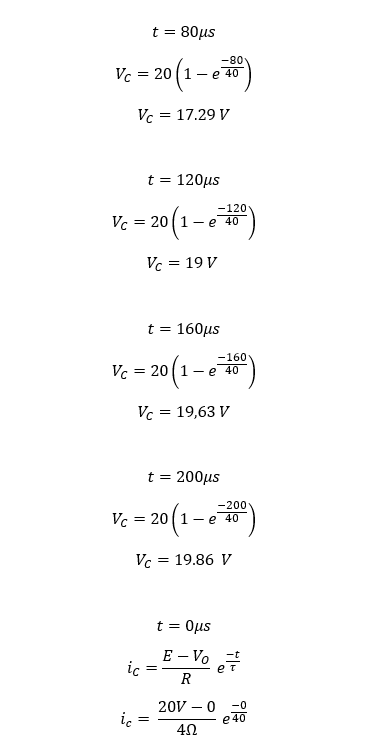 t = 80μs
V_C = 20(1 − e^(−80/40))
V_C = 17.29 V
t = 120μs
V_C = 20(1 − e^(−120/40))
V_C = 19 V
t = 160μs
V_C = 20(1 − e^(−160/40))
V_C = 19,63 V
t = 200μs
V_C = 20(1 − e^(−200/40))
V_C = 19.86 V
t = 0μs
i_C = (E − V_O)/R e^(−t/τ)
i_c = (20V − 0)/4Ω e^(−0/40)